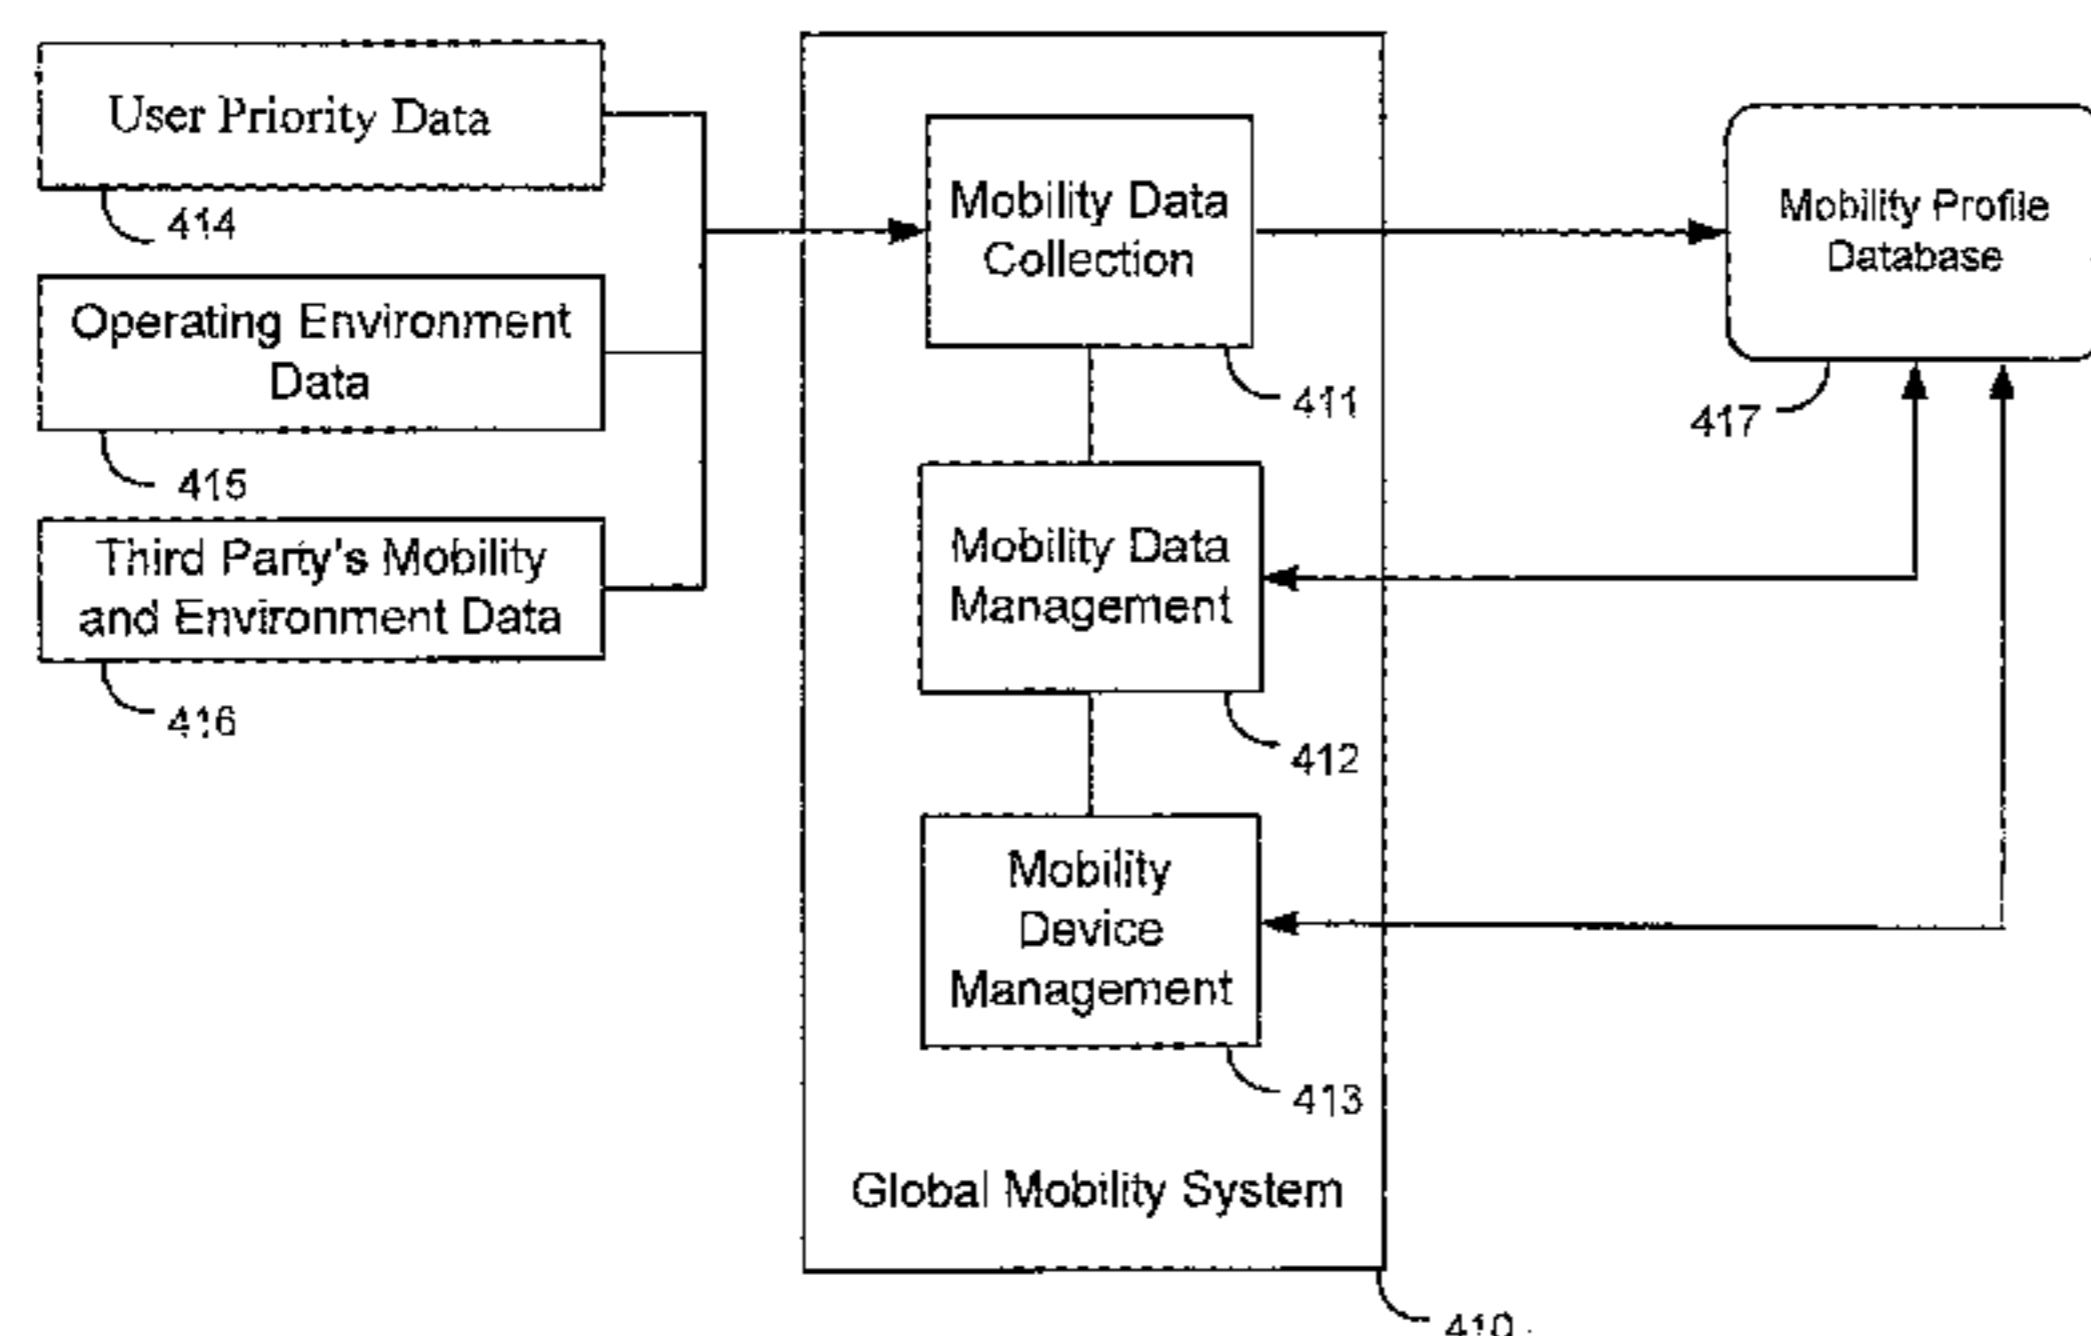 User Priority Data
414
Operating Environment
Data
415
Third Party's Mobility
and Environment Data
416
Mobility Data
Collection
411
Mobility Data
Management
412
Mobility
Device
Management
413
Global Mobility System
410
Mobility Profile
Database
417